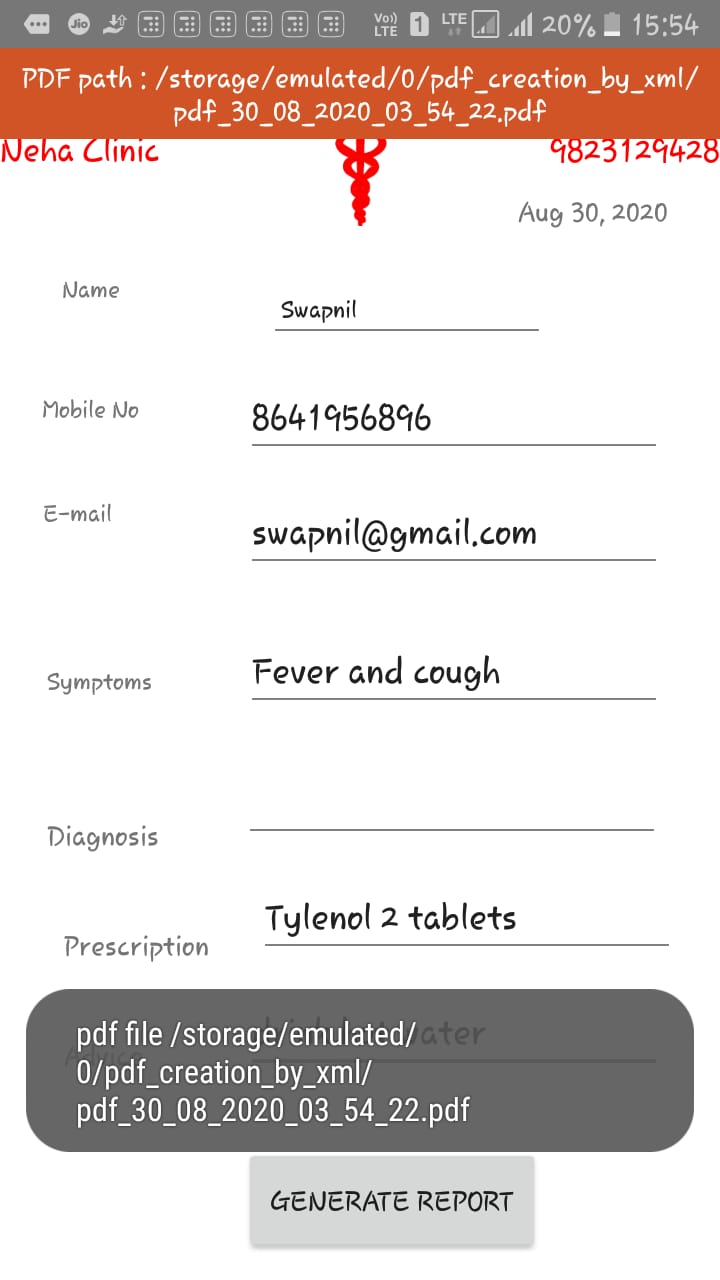 Jio Vo)) LTE 1 LTE 20% 15:54
PDF path : /storage/emulated/0/pdf_creation_by_xml/
pdf_30_08_2020_03_54_22.pdf
Neha Clinic 9823129428
Aug 30, 2020
Name
Swapnil
Mobile No 8641956896
E-mail
swapnil@gmail.com
Symptoms Fever and cough
Diagnosis
Tylenol 2 tablets
Prescription
Advice water
pdf file /storage/emulated/
0/pdf_creation_by_xml/
pdf_30_08_2020_03_54_22.pdf
GENERATE REPORT